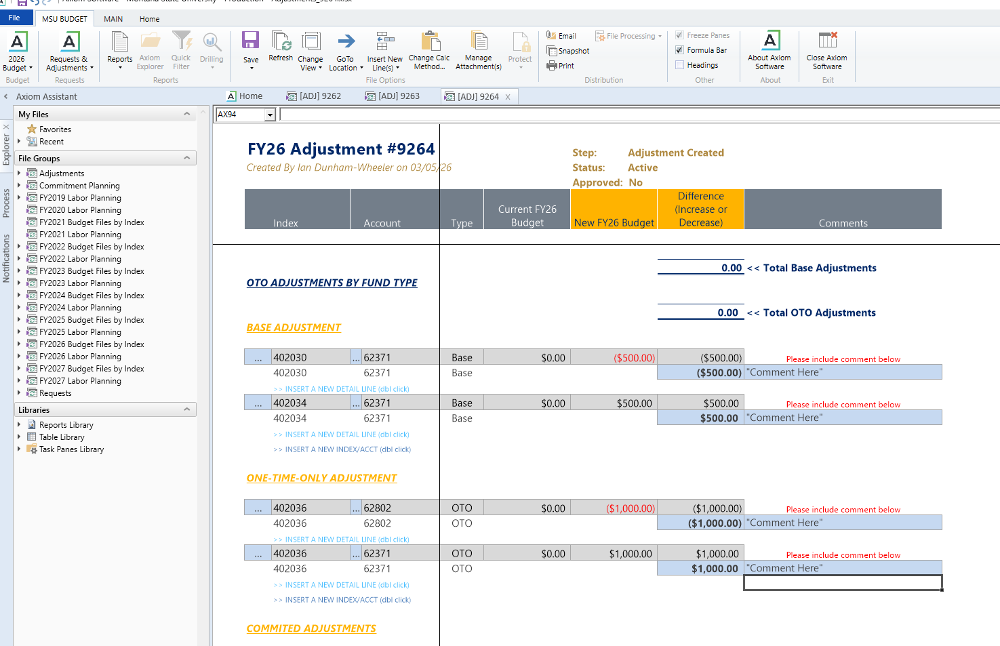 File
MSU BUDGET
MAIN
Home
2026 Budget
Budget
Requests & Adjustments
Requests
Reports
Axiom Explorer
Quick Filter
Drilling
Reports
Save
Refresh
Change View
GoTo Location
Insert New Line(s)
Change Calc Method...
Manage Attachment(s)
Protect
File Options
Email
Snapshot
Print
File Processing
Distribution
Freeze Panes
Formula Bar
Headings
Other
About Axiom Software
About
Close Axiom Software
Exit
Axiom Assistant
Home
[ADJ] 9262
[ADJ] 9263
[ADJ] 9264
Explorer
Process
Notifications
My Files
Favorites
Recent
File Groups
Adjustments
Commitment Planning
FY2019 Labor Planning
FY2020 Labor Planning
FY2021 Budget Files by Index
FY2021 Labor Planning
FY2022 Budget Files by Index
FY2022 Labor Planning
FY2023 Budget Files by Index
FY2023 Labor Planning
FY2024 Budget Files by Index
FY2024 Labor Planning
FY2025 Budget Files by Index
FY2025 Labor Planning
FY2026 Budget Files by Index
FY2026 Labor Planning
FY2027 Budget Files by Index
FY2027 Labor Planning
Requests
Libraries
Reports Library
Table Library
Task Panes Library
AX94
FY26 Adjustment #9264
Created By Ian Dunham-Wheeler on 03/05/26
Step: Adjustment Created
Status: Active
Approved: No
Index Account Type Current FY26 Budget New FY26 Budget Difference (Increase or Decrease) Comments
0.00 << Total Base Adjustments
OTO ADJUSTMENTS BY FUND TYPE
0.00 << Total OTO Adjustments
BASE ADJUSTMENT
... 402030 ... 62371 Base $0.00 ($500.00) ($500.00) Please include comment below
402030 62371 Base ($500.00) "Comment Here"
>> INSERT A NEW DETAIL LINE (dbl click)
... 402034 ... 62371 Base $0.00 $500.00 $500.00 Please include comment below
402034 62371 Base $500.00 "Comment Here"
>> INSERT A NEW DETAIL LINE (dbl click)
>> INSERT A NEW INDEX/ACCT (dbl click)
ONE-TIME-ONLY ADJUSTMENT
... 402036 ... 62802 OTO $0.00 ($1,000.00) ($1,000.00) Please include comment below
402036 62802 OTO ($1,000.00) "Comment Here"
>> INSERT A NEW DETAIL LINE (dbl click)
... 402036 ... 62371 OTO $0.00 $1,000.00 $1,000.00 Please include comment below
402036 62371 OTO $1,000.00 "Comment Here"
>> INSERT A NEW DETAIL LINE (dbl click)
>> INSERT A NEW INDEX/ACCT (dbl click)
COMMITED ADJUSTMENTS